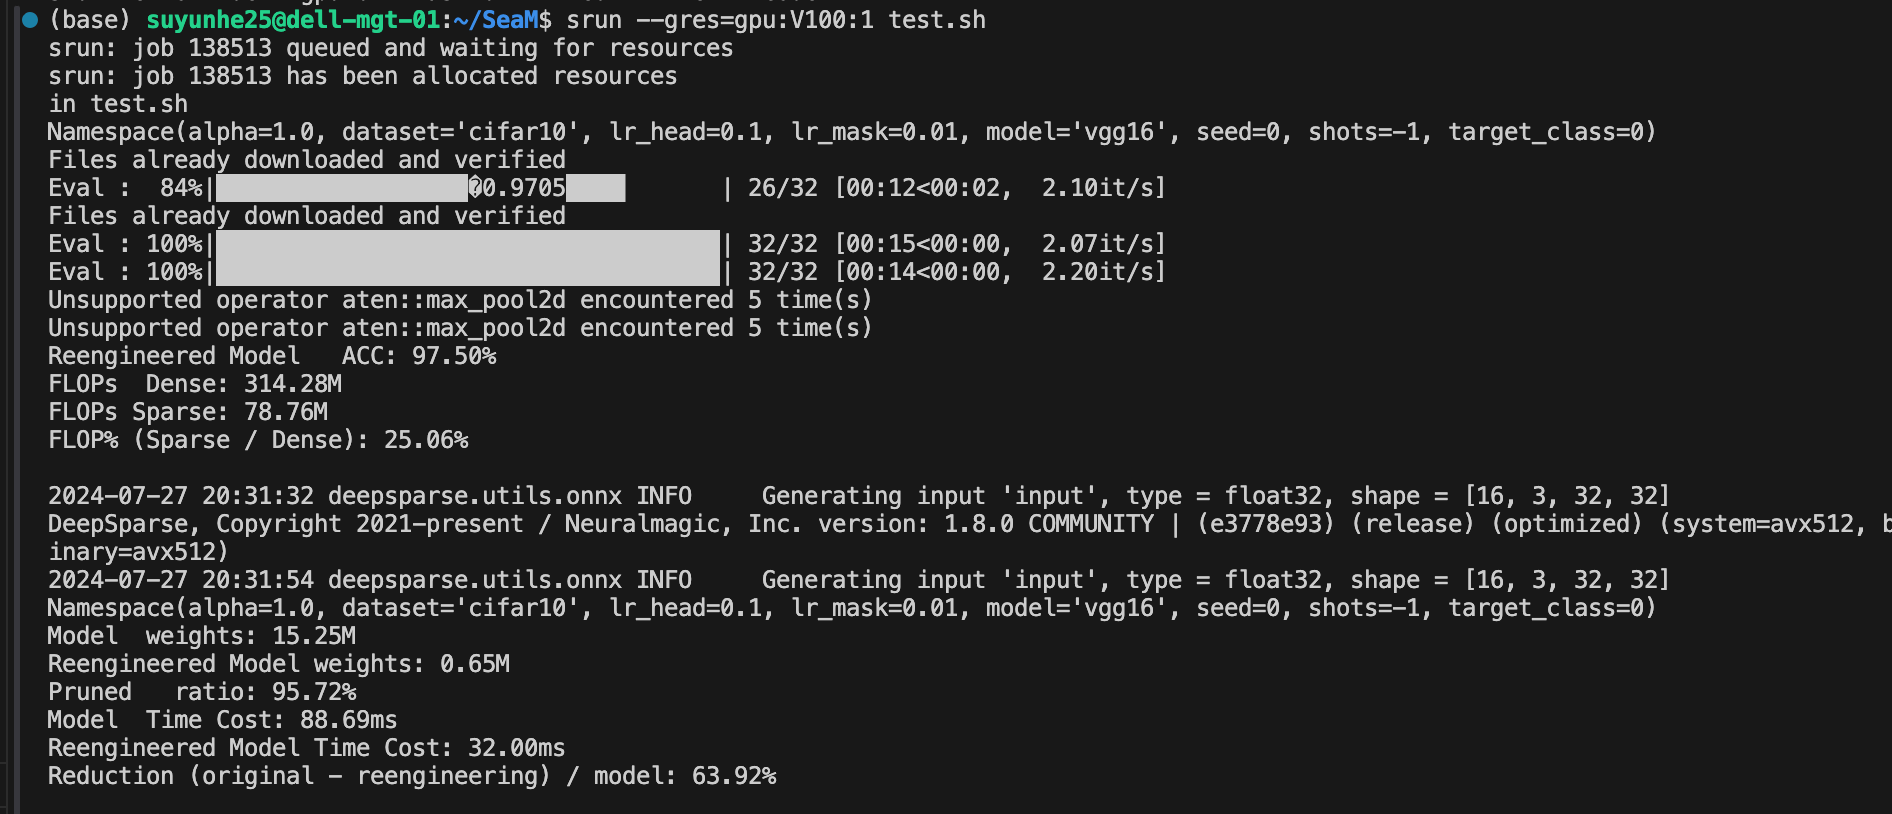 (base) suyunhe25@dell-mgt-01:~/SeaM$ srun --gres=gpu:V100:1 test.sh
srun: job 138513 queued and waiting for resources
srun: job 138513 has been allocated resources
in test.sh
Namespace(alpha=1.0, dataset='cifar10', lr_head=0.1, lr_mask=0.01, model='vgg16', seed=0, shots=-1, target_class=0)
Files already downloaded and verified
Eval :  84%|██████████████████�0.9705████       | 26/32 [00:12<00:02,  2.10it/s]
Files already downloaded and verified
Eval : 100%|████████████████████████████████████| 32/32 [00:15<00:00,  2.07it/s]
Eval : 100%|████████████████████████████████████| 32/32 [00:14<00:00,  2.20it/s]
Unsupported operator aten::max_pool2d encountered 5 time(s)
Unsupported operator aten::max_pool2d encountered 5 time(s)
Reengineered Model   ACC: 97.50%
FLOPs  Dense: 314.28M
FLOPs Sparse: 78.76M
FLOP% (Sparse / Dense): 25.06%
2024-07-27 20:31:32 deepsparse.utils.onnx INFO     Generating input 'input', type = float32, shape = [16, 3, 32, 32]
DeepSparse, Copyright 2021-present / Neuralmagic, Inc. version: 1.8.0 COMMUNITY | (e3778e93) (release) (optimized) (system=avx512, b
inary=avx512)
2024-07-27 20:31:54 deepsparse.utils.onnx INFO     Generating input 'input', type = float32, shape = [16, 3, 32, 32]
Namespace(alpha=1.0, dataset='cifar10', lr_head=0.1, lr_mask=0.01, model='vgg16', seed=0, shots=-1, target_class=0)
Model  weights: 15.25M
Reengineered Model weights: 0.65M
Pruned   ratio: 95.72%
Model  Time Cost: 88.69ms
Reengineered Model Time Cost: 32.00ms
Reduction (original - reengineering) / model: 63.92%